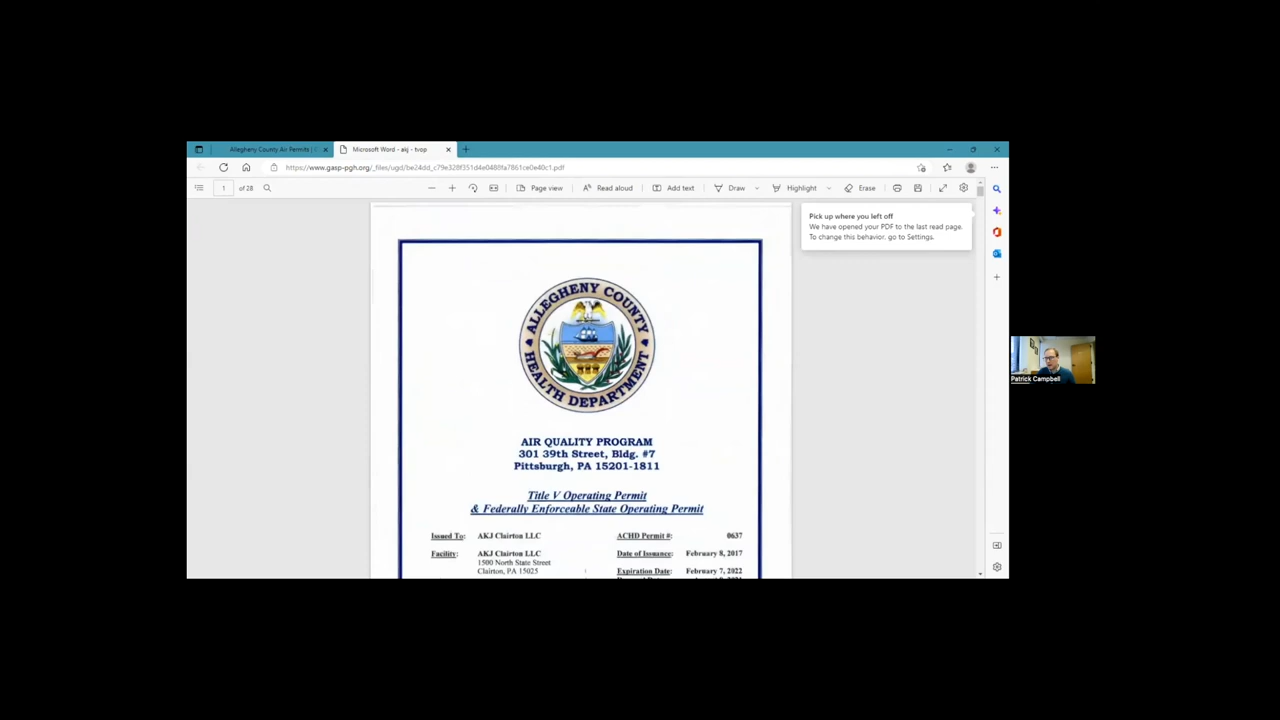 Allegheny County Air Permits | G
Microsoft Word - akj - tvop
https://www.gasp-pgh.org/_files/ugd/
1
of 28
Page view
Read aloud
Add text
Draw
Highlight
Erase
Pick up where you left off
We have opened your PDF to the last read page.
To change this behavior, go to Settings.
ALLEGHENY COUNTY
HEALTH DEPARTMENT
AIR QUALITY PROGRAM
301 39th Street, Bldg. #7
Pittsburgh, PA 15201-1811
Title V Operating Permit
& Federally Enforceable State Operating Permit
Issued To: AKJ Clairton LLC ACHD Permit #: 0637
Facility: AKJ Clairton LLC Date of Issuance: February 8, 2017
1500 North State Street
Clairton, PA 15025 Expiration Date: February 7, 2022
Patrick Campbell